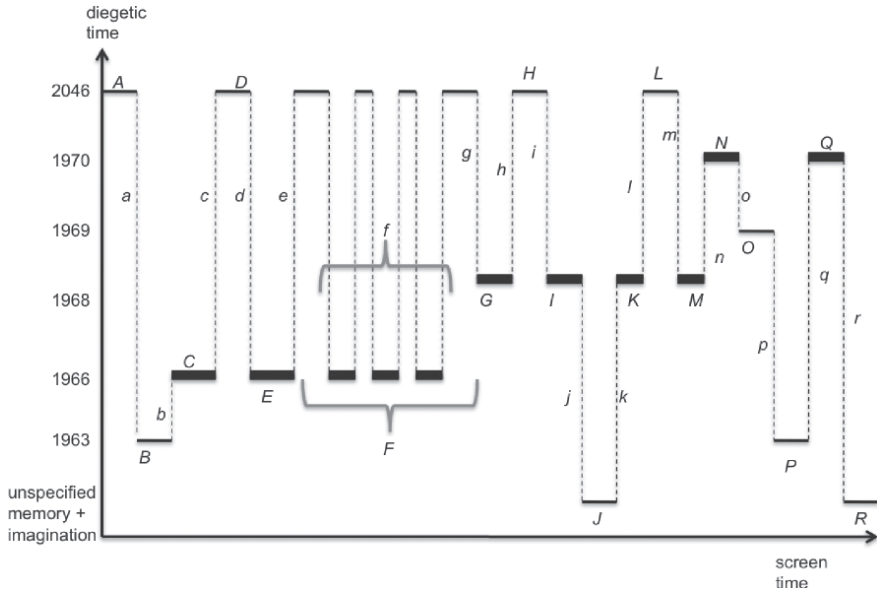 diegetic
time
2046
1970
1969
1968
1966
1963
unspecified
memory +
imagination
A
D
H
L
N
Q
a
c
d
e
g
h
i
l
m
o
f
n
O
q
G
I
K
M
r
p
C
E
b
j
k
F
B
P
J
R
screen
time